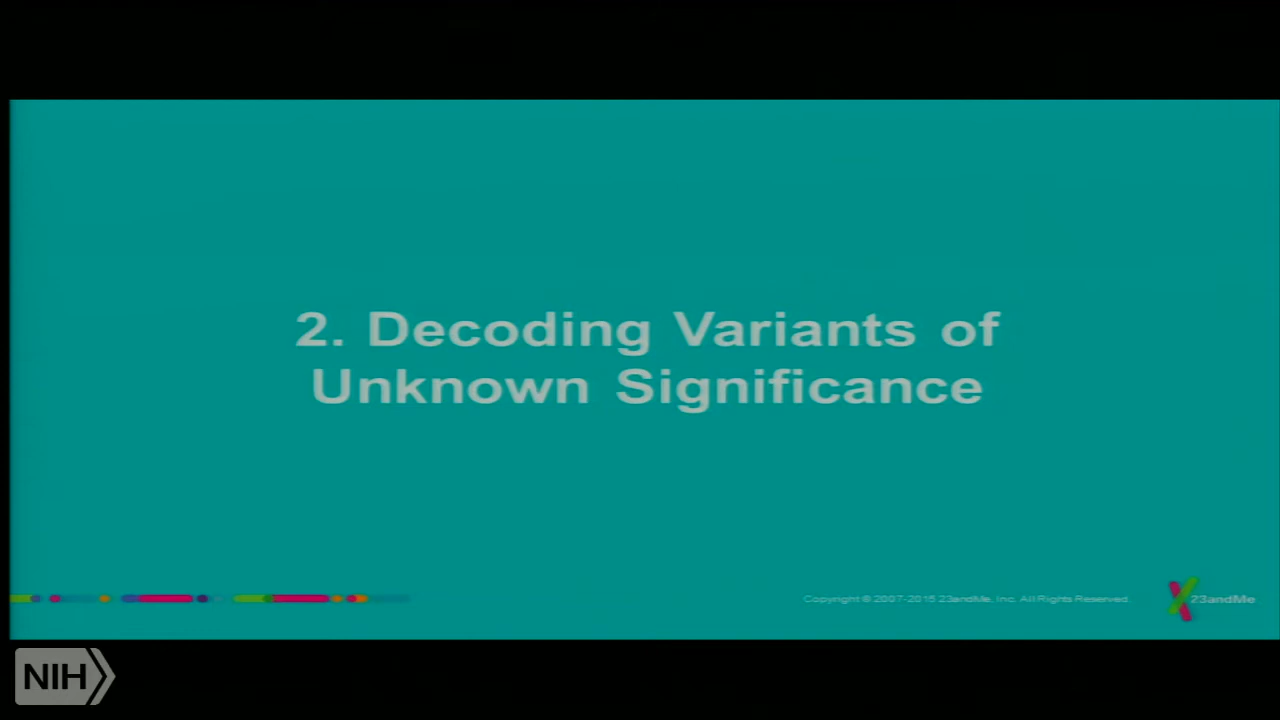 2. Decoding Variants of
Unknown Significance
Copyright © 2007-2015 23andMe, Inc. All Rights Reserved.
23andMe
NIH